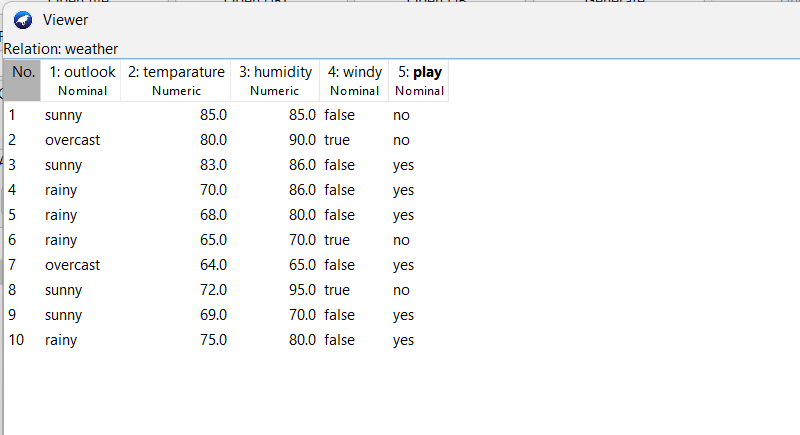 Viewer
Relation: weather
No. 1: outlook 2: temparature 3: humidity 4: windy 5: play
Nominal Numeric Numeric Nominal Nominal
1 sunny 85.0 85.0 false no
2 overcast 80.0 90.0 true no
3 sunny 83.0 86.0 false yes
4 rainy 70.0 86.0 false yes
5 rainy 68.0 80.0 false yes
6 rainy 65.0 70.0 true no
7 overcast 64.0 65.0 false yes
8 sunny 72.0 95.0 true no
9 sunny 69.0 70.0 false yes
10 rainy 75.0 80.0 false yes